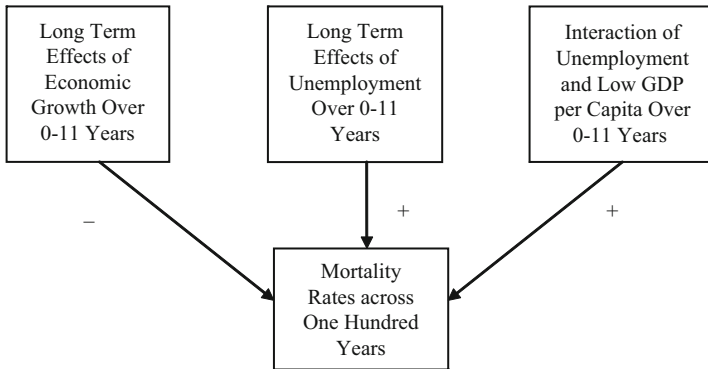 Long Term
Effects of
Economic
Growth Over
0-11 Years
Long Term
Effects of
Unemployment
Over 0-11
Years
Interaction of
Unemployment
and Low GDP
per Capita Over
0-11 Years
–
+
+
Mortality
Rates across
One Hundred
Years